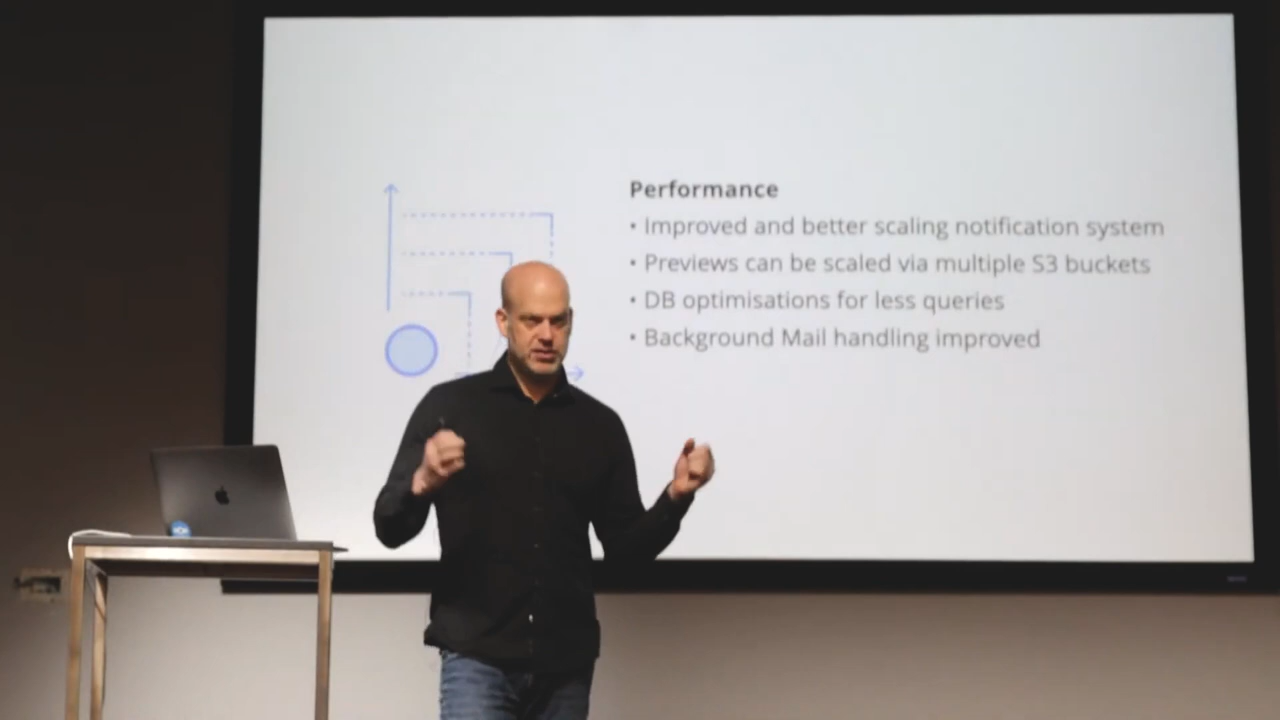 Performance
• Improved and better scaling notification system
• Previews can be scaled via multiple S3 buckets
• DB optimisations for less queries
• Background Mail handling improved